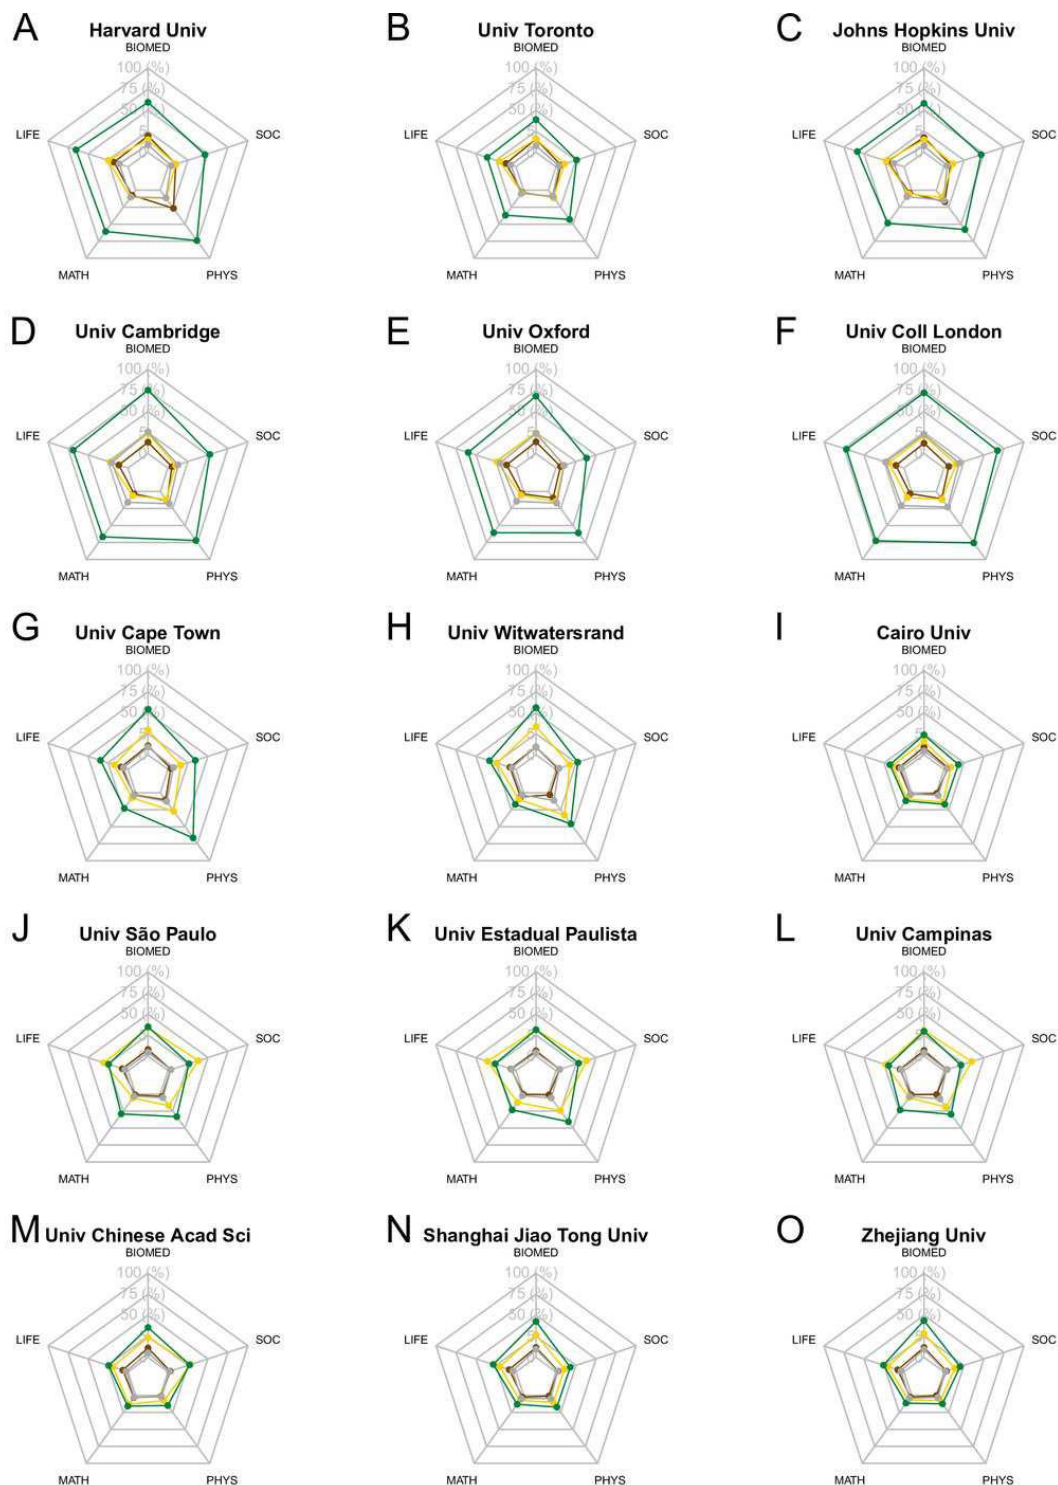 A
Harvard Univ
BIOMED
100 (%)
75 (%)
50 (%)
LIFE
SOC
MATH
PHYS
B
Univ Toronto
BIOMED
100 (%)
75 (%)
50 (%)
LIFE
SOC
MATH
PHYS
C
Johns Hopkins Univ
BIOMED
100 (%)
75 (%)
50 (%)
LIFE
SOC
MATH
PHYS
D
Univ Cambridge
BIOMED
100 (%)
75 (%)
50 (%)
LIFE
SOC
MATH
PHYS
E
Univ Oxford
BIOMED
100 (%)
75 (%)
50 (%)
LIFE
SOC
MATH
PHYS
F
Univ Coll London
BIOMED
100 (%)
75 (%)
50 (%)
LIFE
SOC
MATH
PHYS
G
Univ Cape Town
BIOMED
100 (%)
75 (%)
50 (%)
LIFE
SOC
MATH
PHYS
H
Univ Witwatersrand
BIOMED
100 (%)
75 (%)
50 (%)
LIFE
SOC
MATH
PHYS
I
Cairo Univ
BIOMED
100 (%)
75 (%)
50 (%)
LIFE
SOC
MATH
PHYS
J
Univ São Paulo
BIOMED
100 (%)
75 (%)
50 (%)
LIFE
SOC
MATH
PHYS
K
Univ Estadual Paulista
BIOMED
100 (%)
75 (%)
50 (%)
LIFE
SOC
MATH
PHYS
L
Univ Campinas
BIOMED
100 (%)
75 (%)
50 (%)
LIFE
SOC
MATH
PHYS
M
Univ Chinese Acad Sci
BIOMED
100 (%)
75 (%)
50 (%)
LIFE
SOC
MATH
PHYS
N
Shanghai Jiao Tong Univ
BIOMED
100 (%)
75 (%)
50 (%)
LIFE
SOC
MATH
PHYS
O
Zhejiang Univ
BIOMED
100 (%)
75 (%)
50 (%)
LIFE
SOC
MATH
PHYS